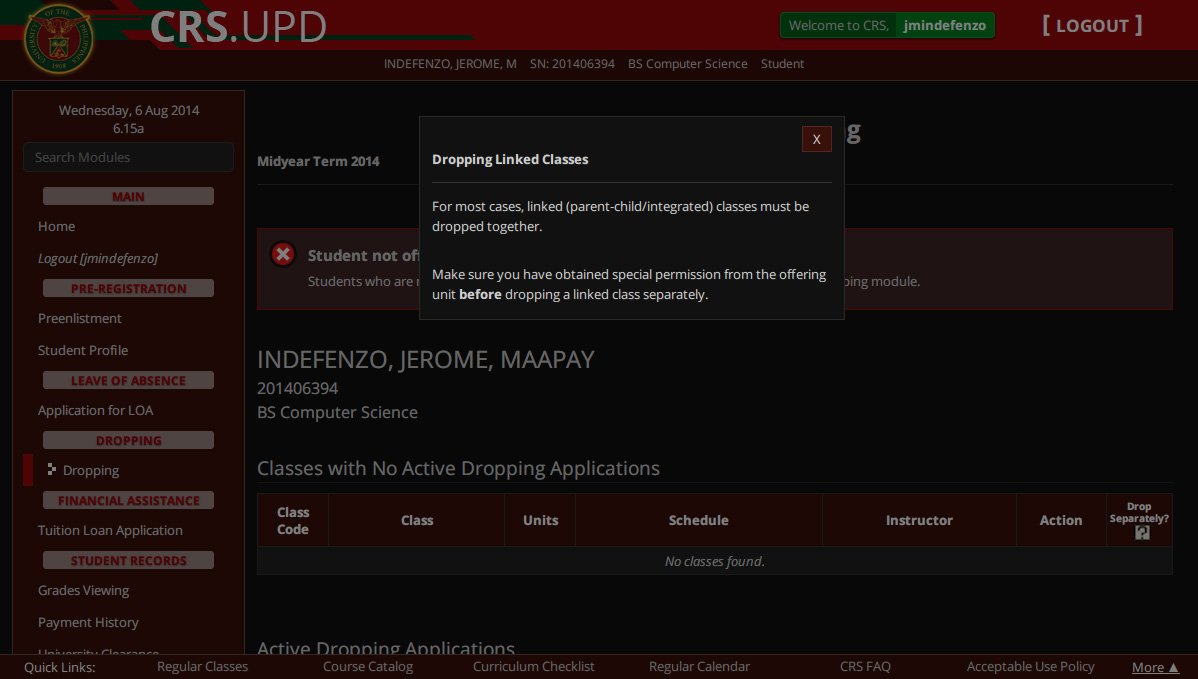 CRS.UPD
Welcome to CRS, jmindefenzo
[ LOGOUT ]
INDEFENZO, JEROME, M SN: 201406394 BS Computer Science Student
Wednesday, 6 Aug 2014
6.15a
Search Modules
MAIN
Home
Logout [jmindefenzo]
PRE-REGISTRATION
Preenlistment
Student Profile
LEAVE OF ABSENCE
Application for LOA
DROPPING
Dropping
FINANCIAL ASSISTANCE
Tuition Loan Application
STUDENT RECORDS
Grades Viewing
Payment History
University Clearance
g
Midyear Term 2014
X
Dropping Linked Classes
For most cases, linked (parent-child/integrated) classes must be
dropped together.
Make sure you have obtained special permission from the offering
unit before dropping a linked class separately.
Student not of
Students who are
ping module.
INDEFENZO, JEROME, MAAPAY
201406394
BS Computer Science
Classes with No Active Dropping Applications
Class Code Class Units Schedule Instructor Action Drop Separately? ?
No classes found.
Active Dropping Applications
Quick Links: Regular Classes Course Catalog Curriculum Checklist Regular Calendar CRS FAQ Acceptable Use Policy More ▲